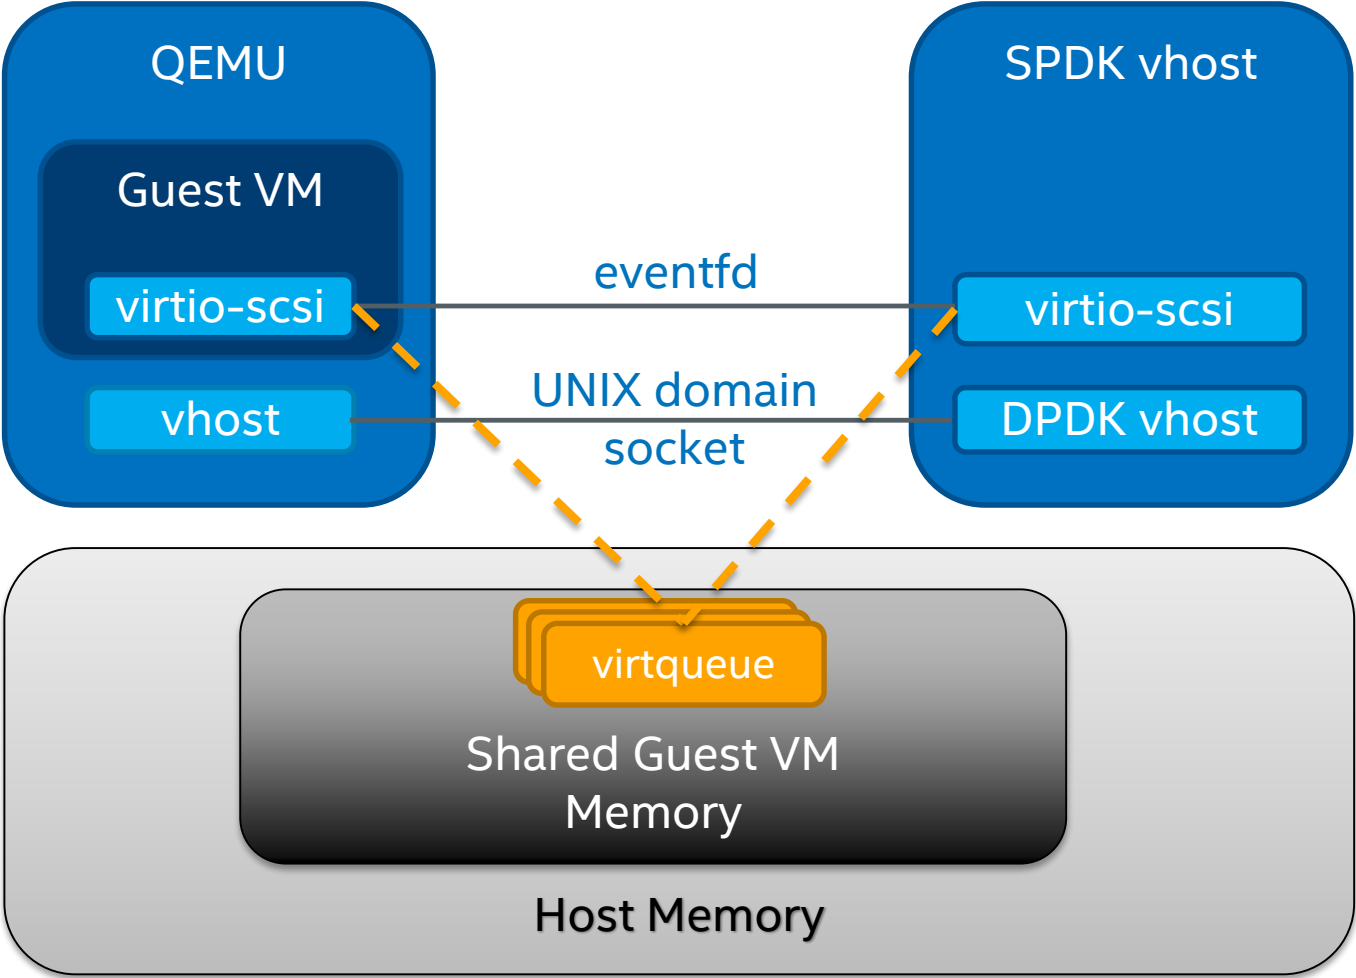 QEMU
SPDK vhost
Guest VM
eventfd
virtio-scsi
virtio-scsi
UNIX domain
socket
vhost
DPDK vhost
virtqueue
Shared Guest VM
Memory
Host Memory